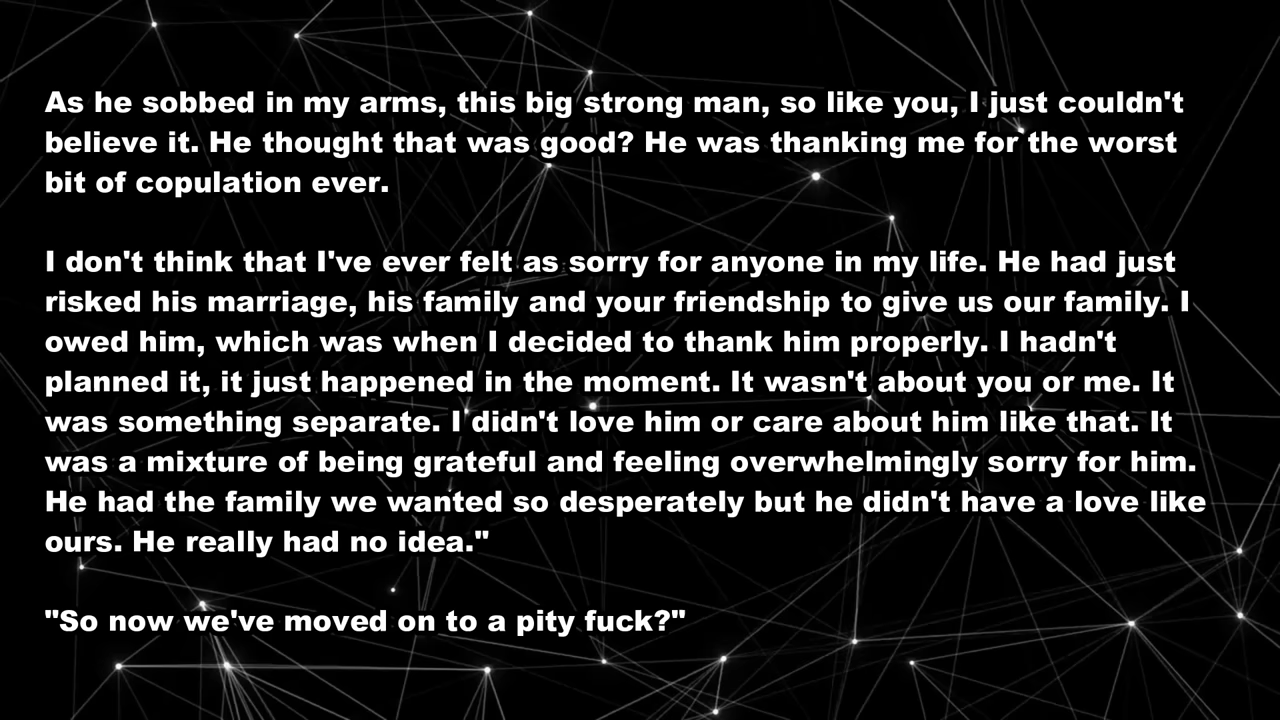 As he sobbed in my arms, this big strong man, so like you, I just couldn't
believe it. He thought that was good? He was thanking me for the worst
bit of copulation ever.
I don't think that I've ever felt as sorry for anyone in my life. He had just
risked his marriage, his family and your friendship to give us our family. I
owed him, which was when I decided to thank him properly. I hadn't
planned it, it just happened in the moment. It wasn't about you or me. It
was something separate. I didn't love him or care about him like that. It
was a mixture of being grateful and feeling overwhelmingly sorry for him.
He had the family we wanted so desperately but he didn't have a love like
ours. He really had no idea."
"So now we've moved on to a pity fuck?"